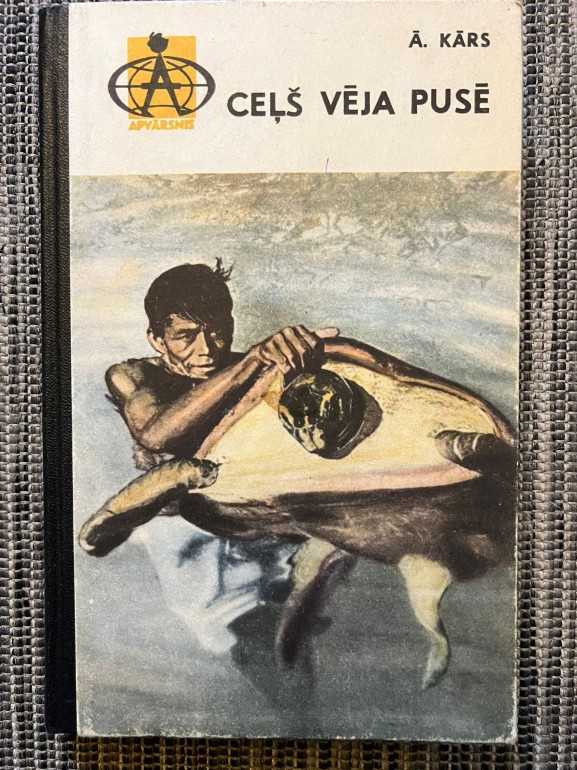 Ā. KĀRS
A
CEĻŠ VĒJA PUSĒ
APVĀRSNIS